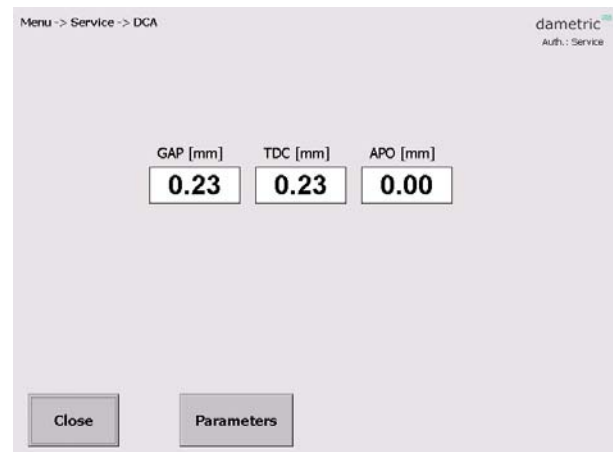 Menu -> Service -> DCA
dametric
Auth.: Service
GAP [mm] TDC [mm] APO [mm]
0.23 0.23 0.00
Close Parameters